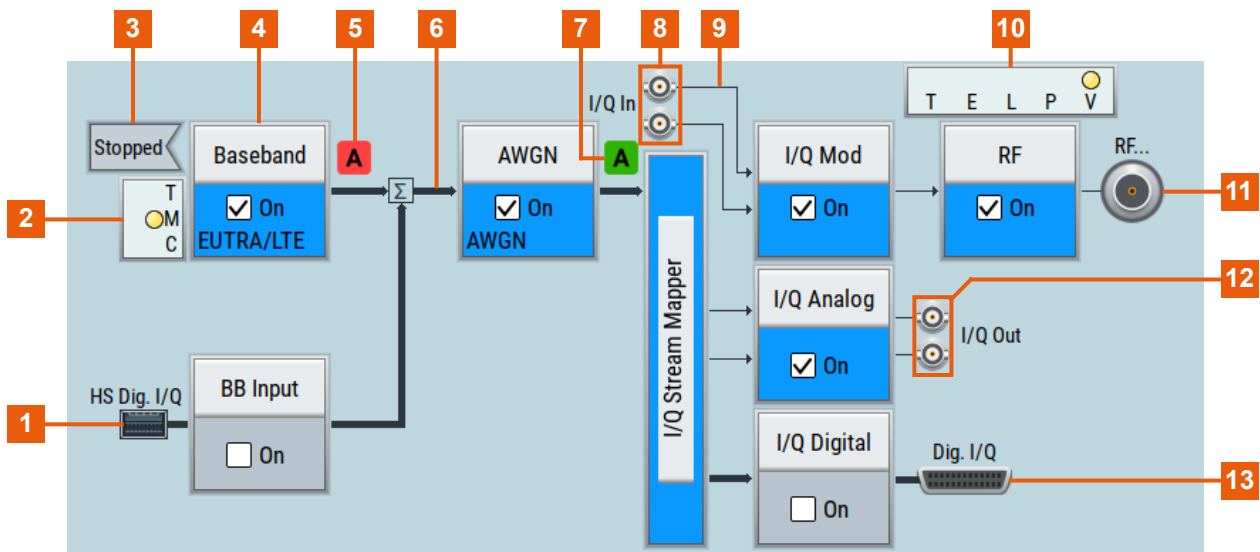 3
4
5
6
7
8
9
10
I/Q In
T E L P V
Stopped
Baseband
A
AWGN
A
I/Q Mod
RF
RF...
2
T
M
C
On
EUTRA/LTE
Σ
On
AWGN
On
On
11
I/Q Stream Mapper
I/Q Analog
On
I/Q Out
12
1
HS Dig. I/Q
BB Input
On
I/Q Digital
On
Dig. I/Q
13